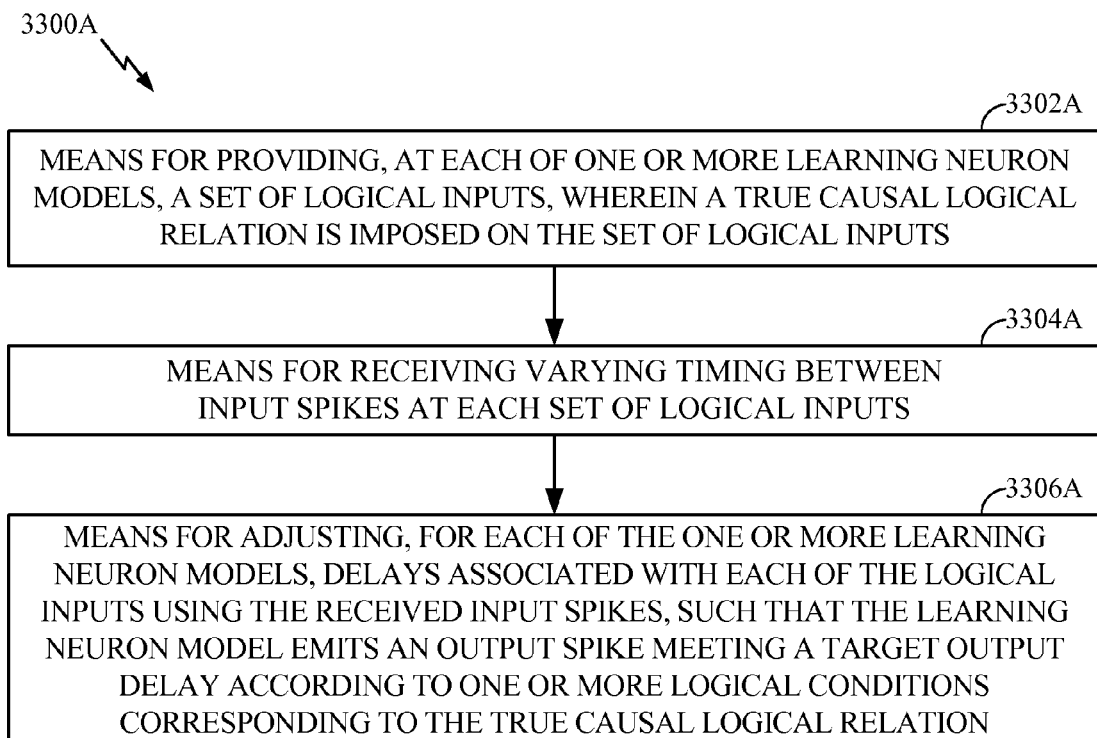 3300A
3302A
MEANS FOR PROVIDING, AT EACH OF ONE OR MORE LEARNING NEURON
MODELS, A SET OF LOGICAL INPUTS, WHEREIN A TRUE CAUSAL LOGICAL
RELATION IS IMPOSED ON THE SET OF LOGICAL INPUTS
3304A
MEANS FOR RECEIVING VARYING TIMING BETWEEN
INPUT SPIKES AT EACH SET OF LOGICAL INPUTS
3306A
MEANS FOR ADJUSTING, FOR EACH OF THE ONE OR MORE LEARNING
NEURON MODELS, DELAYS ASSOCIATED WITH EACH OF THE LOGICAL
INPUTS USING THE RECEIVED INPUT SPIKES, SUCH THAT THE LEARNING
NEURON MODEL EMITS AN OUTPUT SPIKE MEETING A TARGET OUTPUT
DELAY ACCORDING TO ONE OR MORE LOGICAL CONDITIONS
CORRESPONDING TO THE TRUE CAUSAL LOGICAL RELATION